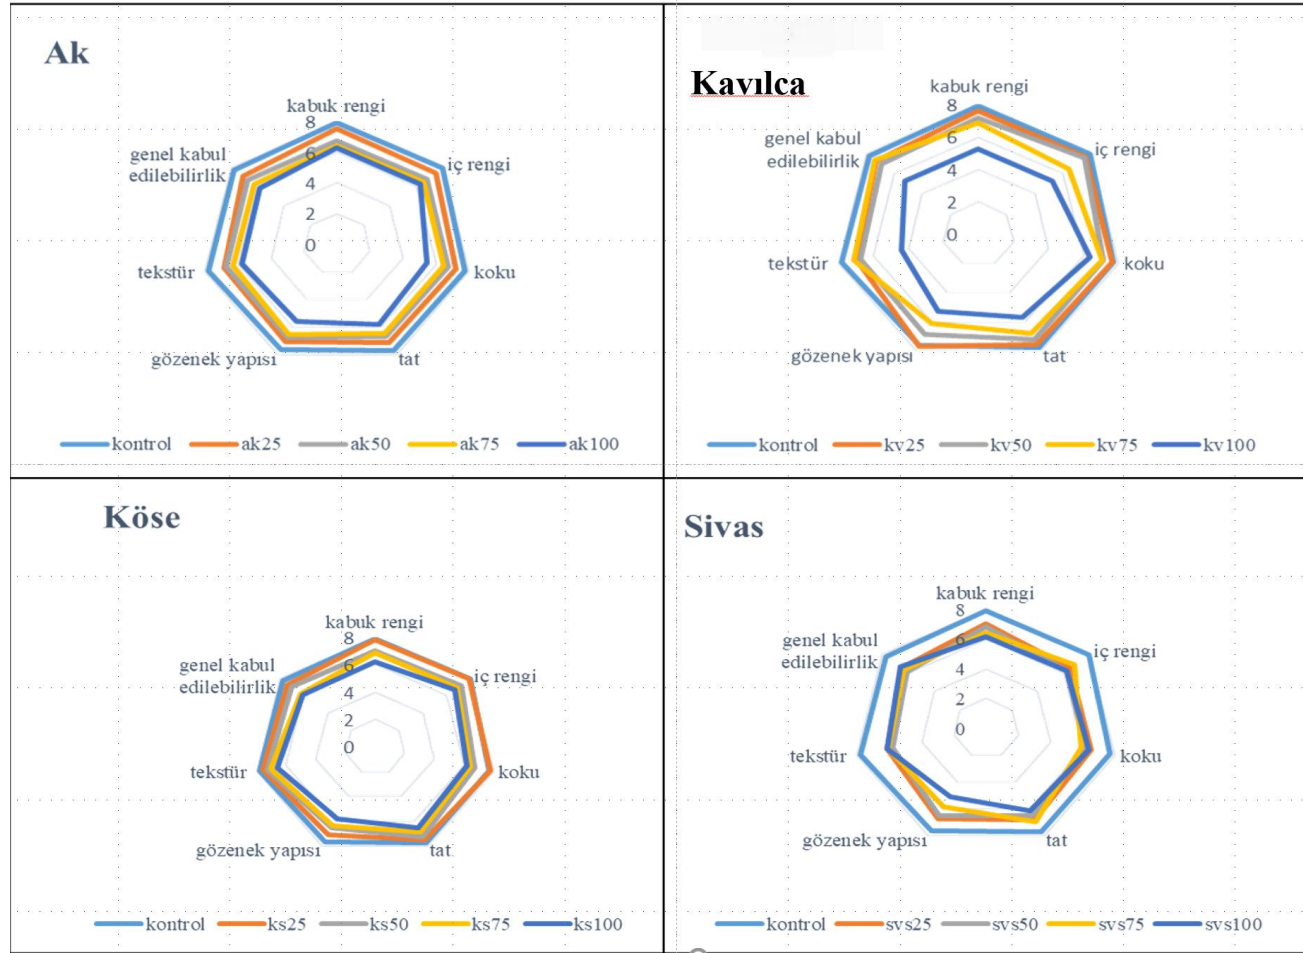 Ak
kabuk rengi
8
6
4
2
0
iç rengi
koku
tat
gözenek yapısı
tekstür
genel kabul
edilebilirlik
kontrol ak25 ak50 ak75 ak100
Kavılca
kabuk rengi
8
6
4
2
0
iç rengi
koku
tat
gözenek yapısı
tekstür
genel kabul
edilebilirlik
kontrol kv25 kv50 kv75 kv100
Köse
kabuk rengi
8
6
4
2
0
iç rengi
koku
tat
gözenek yapısı
tekstür
genel kabul
edilebilirlik
kontrol ks25 ks50 ks75 ks100
Sivas
kabuk rengi
8
6
4
2
0
iç rengi
koku
tat
gözenek yapısı
tekstür
genel kabul
edilebilirlik
kontrol svs25 svs50 svs75 svs100